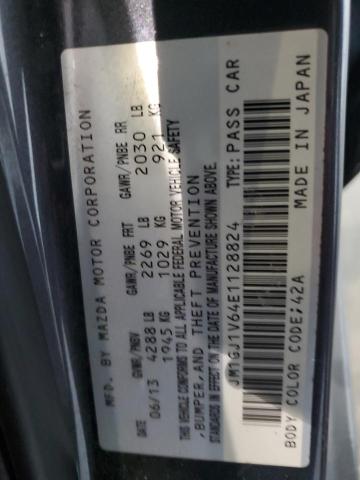 MFD. BY MAZDA MOTOR CORPORATION
DATE GVWR/PNBV GAWR/PNBE FRT GAWR/PNBE RR
06/13 4288 LB 2269 LB 2030 LB
1945 KG 1029 KG 921 KG
THIS VEHICLE CONFORMS TO ALL APPLICABLE FEDERAL MOTOR VEHICLE SAFETY
,BUMPER,AND THEFT PREVENTION
STANDARDS IN EFFECT ON THE DATE OF MANUFACTURE SHOWN ABOVE.
JM1GJ1V64E1128824 TYPE:PASS CAR
BODY COLOR CODE:42A MADE IN JAPAN